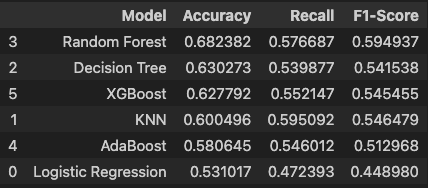 Model Accuracy Recall F1-Score
3 Random Forest 0.682382 0.576687 0.594937
2 Decision Tree 0.630273 0.539877 0.541538
5 XGBoost 0.627792 0.552147 0.545455
1 KNN 0.600496 0.595092 0.546479
4 AdaBoost 0.580645 0.546012 0.512968
0 Logistic Regression 0.531017 0.472393 0.448980